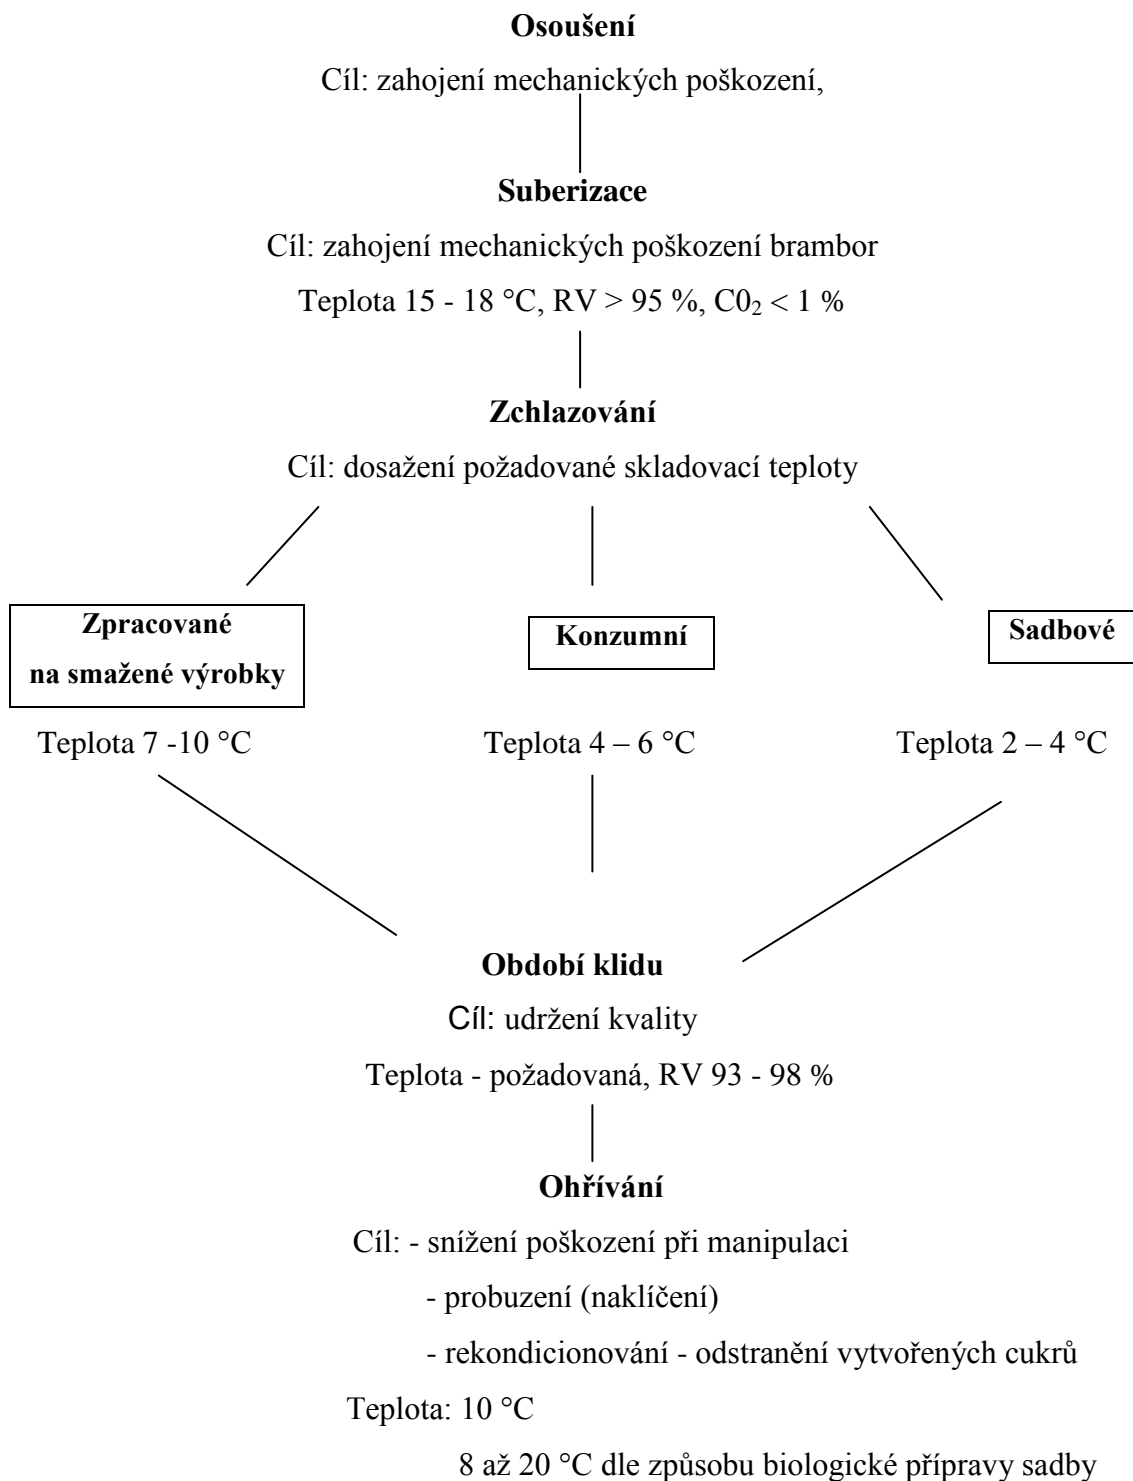 Osoušení
Cíl: zahojení mechanických poškození,
Suberizace
Cíl: zahojení mechanických poškození brambor
Teplota 15 - 18 °C, RV > 95 %, C0₂ < 1 %
Zchlazování
Cíl: dosažení požadované skladovací teploty
Zpracované
na smažené výrobky
Konzumní
Sadbové
Teplota 7 -10 °C
Teplota 4 – 6 °C
Teplota 2 – 4 °C
Období klidu
Cíl: udržení kvality
Teplota - požadovaná, RV 93 - 98 %
Ohřívání
Cíl: - snížení poškození při manipulaci
- probuzení (naklíčení)
- rekondicionování - odstranění vytvořených cukrů
Teplota: 10 °C
8 až 20 °C dle způsobu biologické přípravy sadby